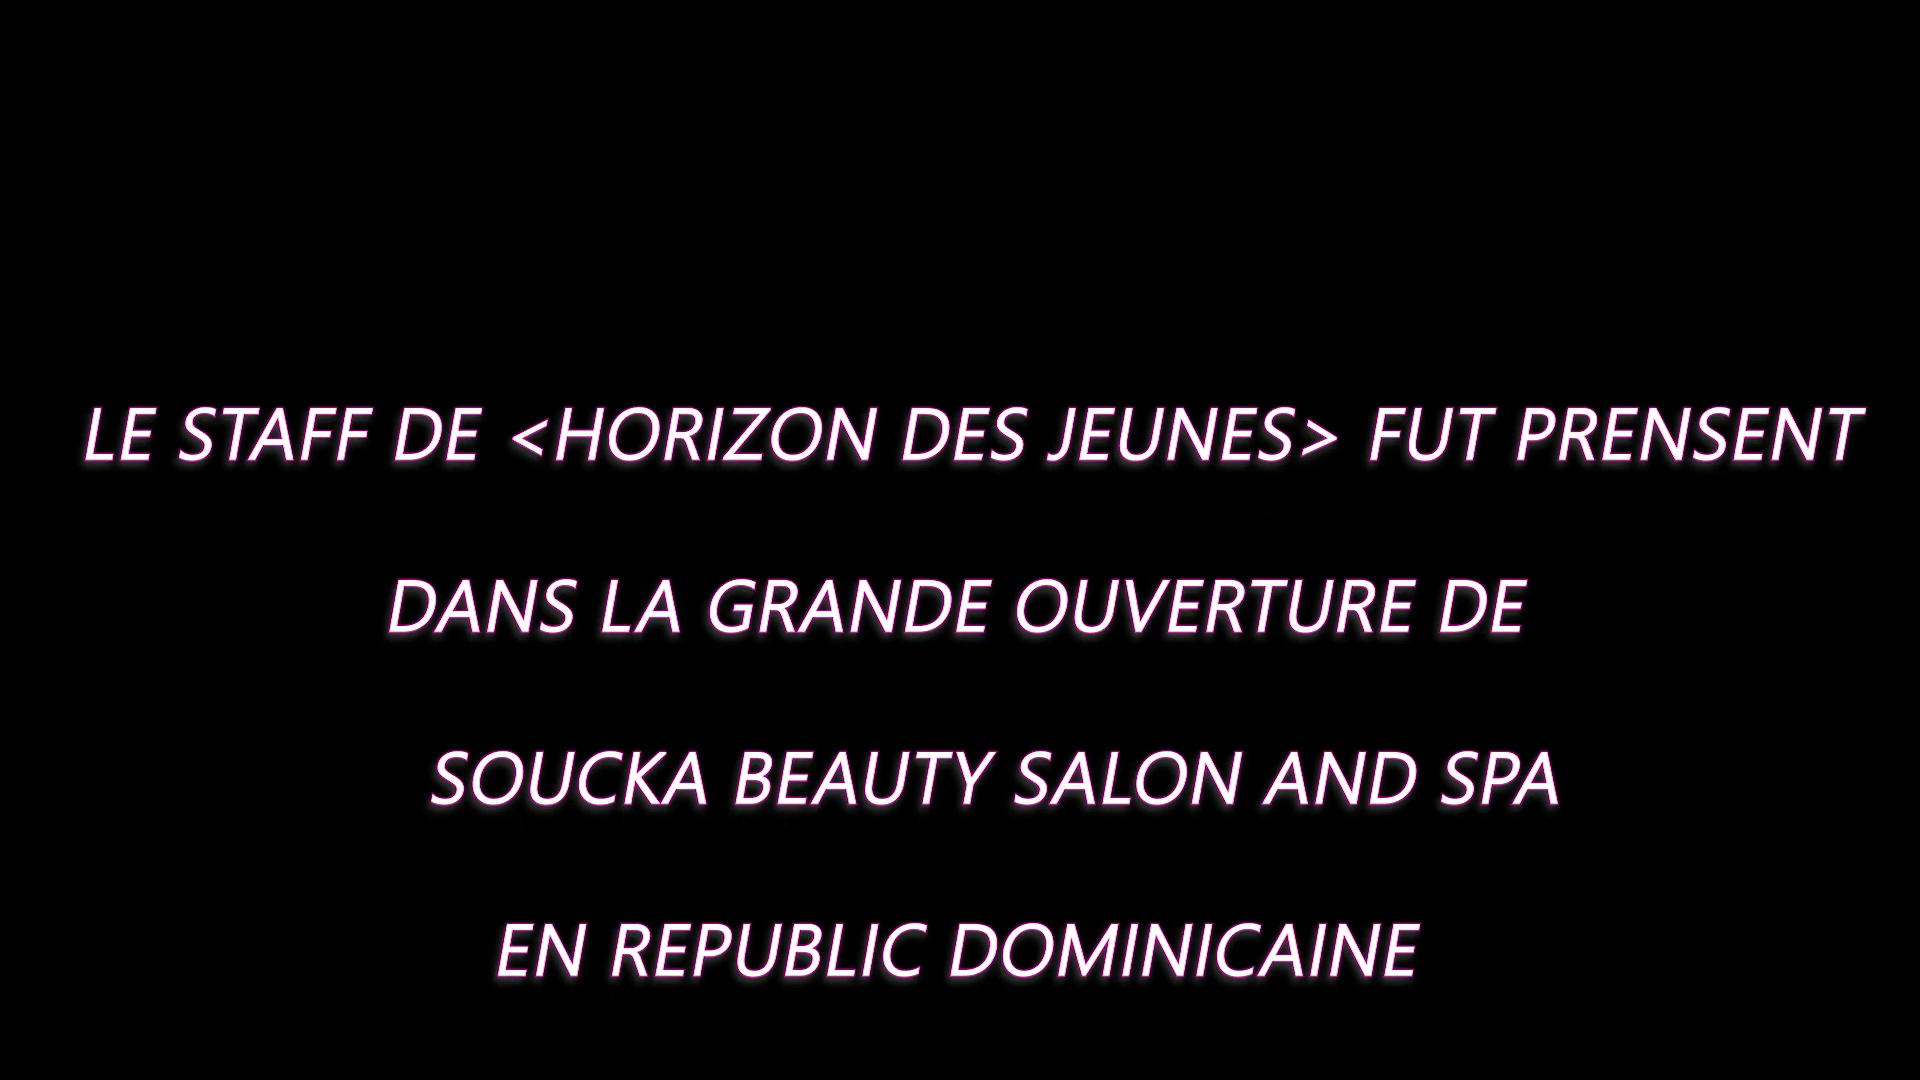 LE STAFF DE <HORIZON DES JEUNES> FUT PRENSENT
DANS LA GRANDE OUVERTURE DE
SOUCKA BEAUTY SALON AND SPA
EN REPUBLIC DOMINICAINE